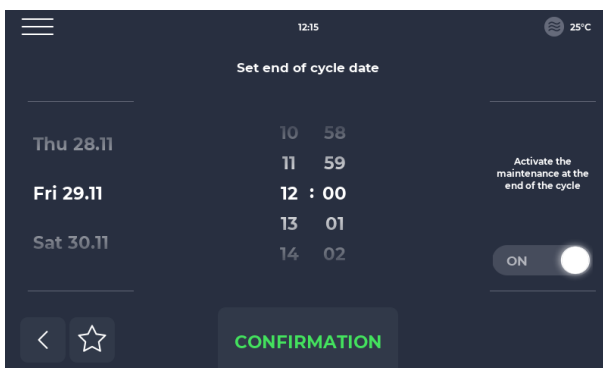 12:15
25°C
Set end of cycle date
Thu 28.11
Fri 29.11
Sat 30.11
10 58
11 59
12 : 00
13 01
14 02
Activate the
maintenance at the
end of the cycle
ON
CONFIRMATION